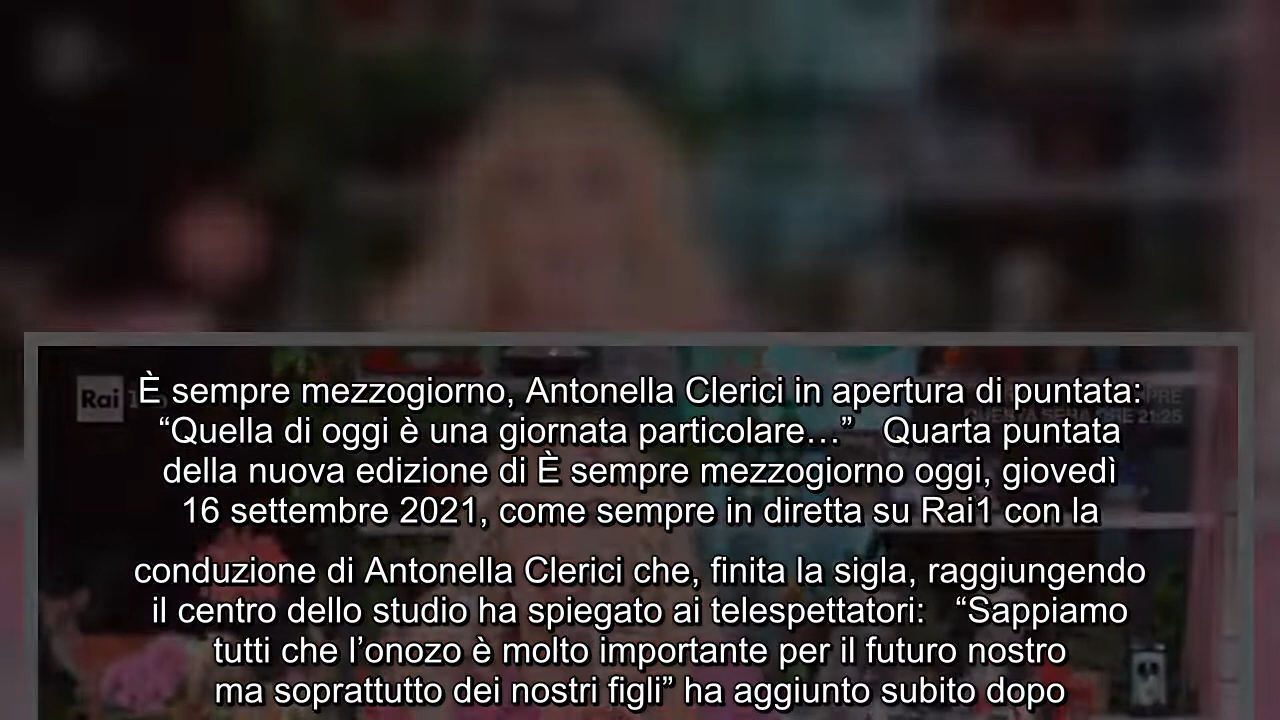 È sempre mezzogiorno, Antonella Clerici in apertura di puntata:
“Quella di oggi è una giornata particolare…” Quarta puntata
della nuova edizione di È sempre mezzogiorno oggi, giovedì
16 settembre 2021, come sempre in diretta su Rai1 con la
conduzione di Antonella Clerici che, finita la sigla, raggiungendo
il centro dello studio ha spiegato ai telespettatori: “Sappiamo
tutti che l’onozo è molto importante per il futuro nostro
ma soprattutto dei nostri figli” ha aggiunto subito dopo
Rai
21:25